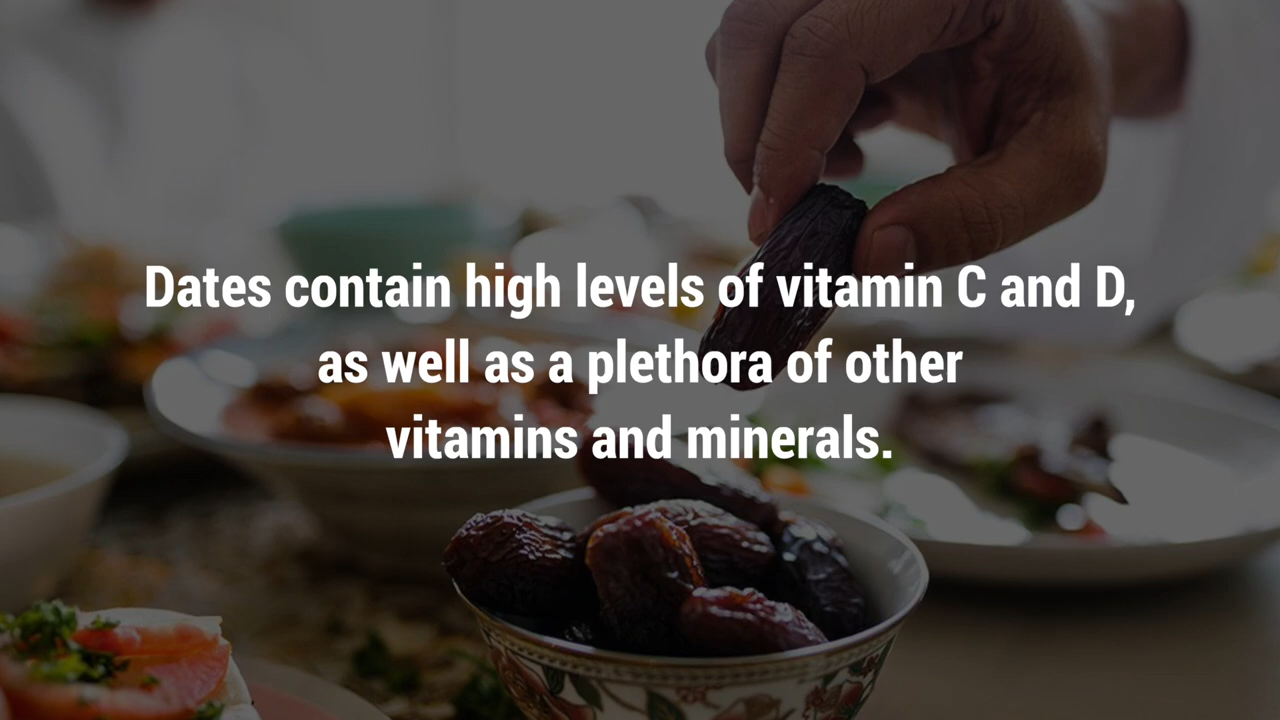 Dates contain high levels of vitamin C and D,
as well as a plethora of other
vitamins and minerals.